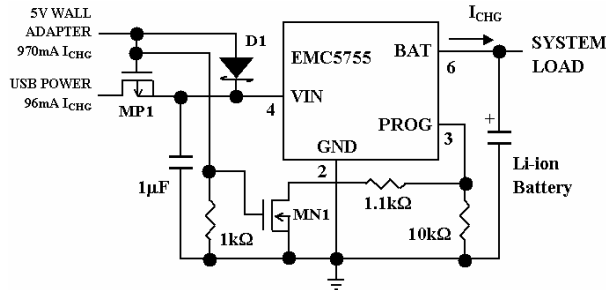 5V WALL
ADAPTER
970mA ICHG
D1
EMC5755
BAT
6
ICHG
SYSTEM
LOAD
USB POWER
96mA ICHG
MP1
4
VIN
PROG
3
GND
2
+
Li-ion
Battery
1μF
1kΩ
MN1
1.1kΩ
10kΩ